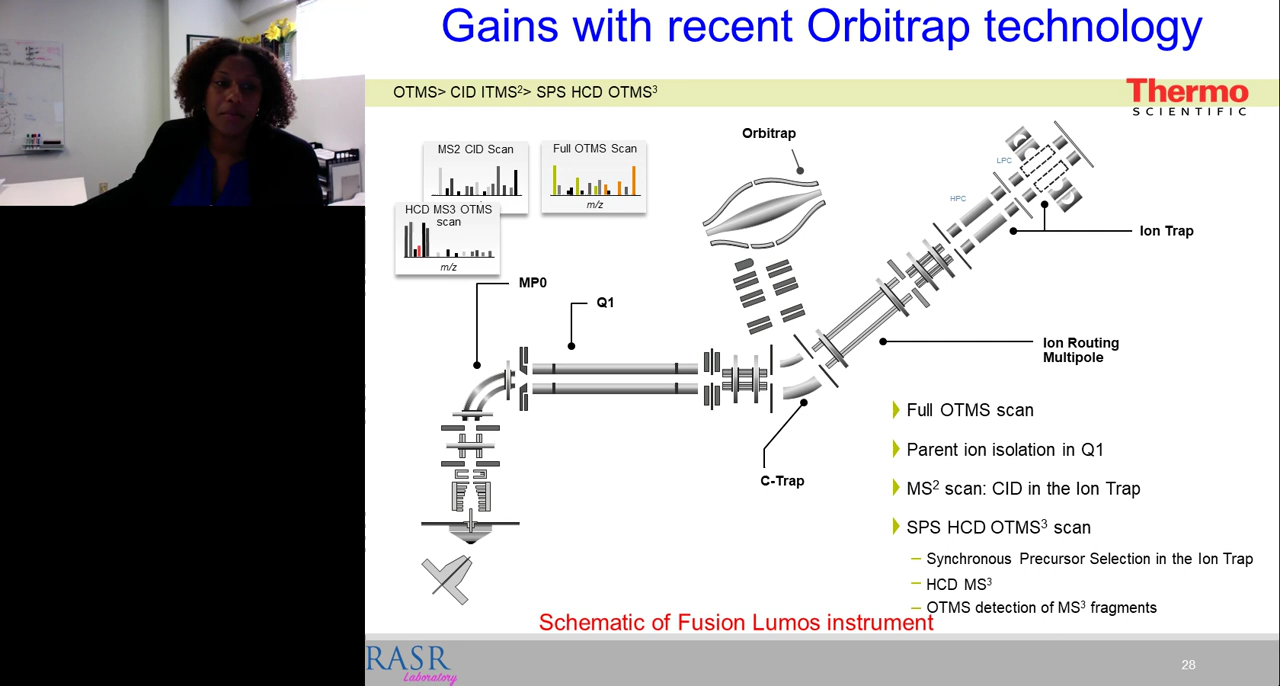 Gains with recent Orbitrap technology
OTMS> CID ITMS²> SPS HCD OTMS³
Thermo
SCIENTIFIC
MS2 CID Scan
Full OTMS Scan
m/z
HCD MS3 OTMS
scan
m/z
Orbitrap
LPC
HPC
Ion Trap
MP0
Q1
Ion Routing
Multipole
C-Trap
Full OTMS scan
Parent ion isolation in Q1
MS² scan: CID in the Ion Trap
SPS HCD OTMS³ scan
– Synchronous Precursor Selection in the Ion Trap
– HCD MS³
– OTMS detection of MS³ fragments
Schematic of Fusion Lumos instrument
RASR
Laboratory
28